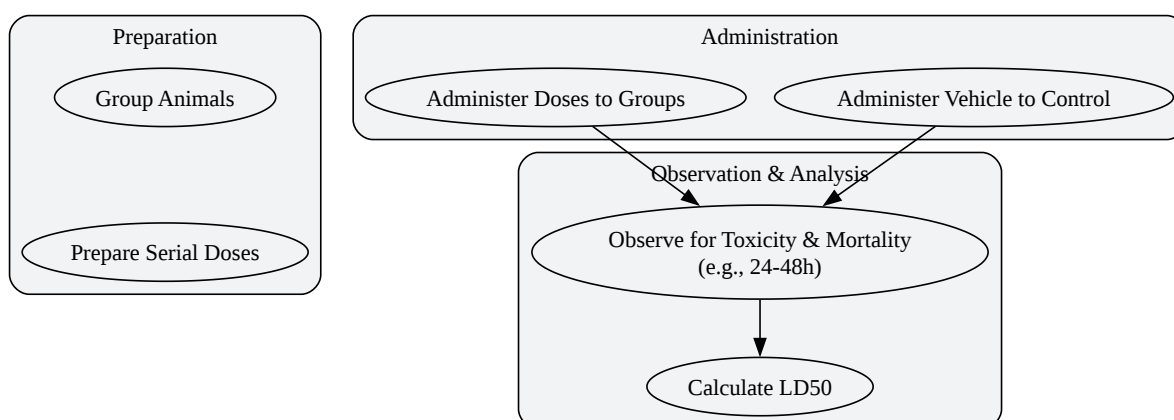 Preparation
Group Animals
Prepare Serial Doses
Administration
Administer Doses to Groups
Administer Vehicle to Control
Observation & Analysis
Observe for Toxicity & Mortality
(e.g., 24-48h)
Calculate LD50